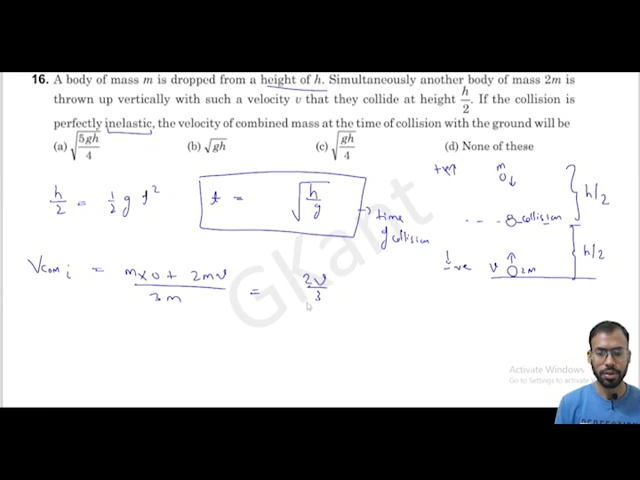 16. A body of mass m is dropped from a height of h. Simultaneously another body of mass 2m is
thrown up vertically with such a velocity v that they collide at height h/2. If the collision is
perfectly inelastic, the velocity of combined mass at the time of collision with the ground will be
(a) √(5gh/4) (b) √gh (c) √(gh/4) (d) None of these
h/2 = 1/2 g t² t = √(h/g) → time of collision
+ve↑ m
h/2
collision
h/2
↓ -ve v 2m
Vcom i = m×0 + 2mv / 3m = 2v/3
GKant
Activate Windows
Go to Settings to activate